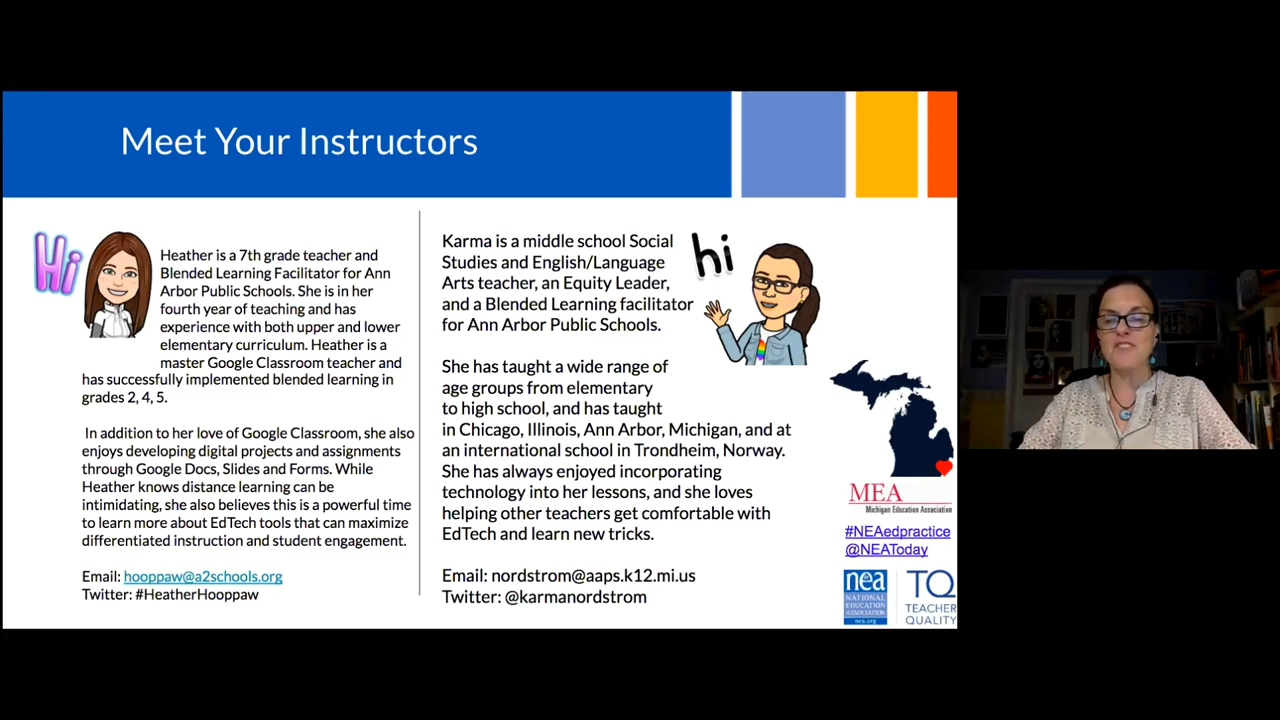 Meet Your Instructors
Hi
Heather is a 7th grade teacher and
Blended Learning Facilitator for Ann
Arbor Public Schools. She is in her
fourth year of teaching and has
experience with both upper and lower
elementary curriculum. Heather is a
master Google Classroom teacher and
has successfully implemented blended learning in
grades 2, 4, 5.
In addition to her love of Google Classroom, she also
enjoys developing digital projects and assignments
through Google Docs, Slides and Forms. While
Heather knows distance learning can be
intimidating, she also believes this is a powerful time
to learn more about EdTech tools that can maximize
differentiated instruction and student engagement.
Email: hooppaw@a2schools.org
Twitter: #HeatherHooppaw
Karma is a middle school Social
Studies and English/Language
Arts teacher, an Equity Leader,
and a Blended Learning facilitator
for Ann Arbor Public Schools.
hi
She has taught a wide range of
age groups from elementary
to high school, and has taught
in Chicago, Illinois, Ann Arbor, Michigan, and at
an international school in Trondheim, Norway.
She has always enjoyed incorporating
technology into her lessons, and she loves
helping other teachers get comfortable with
EdTech and learn new tricks.
Email: nordstrom@aaps.k12.mi.us
Twitter: @karmanordstrom
MEA
Michigan Education Association
#NEAedpractice
@NEAToday
nea
NATIONAL
EDUCATION
ASSOCIATION
nea.org
TQ
TEACHER
QUALITY